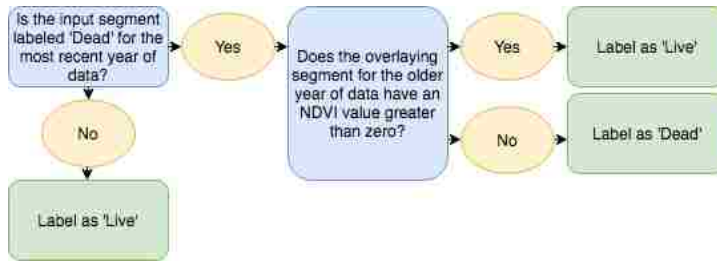 Is the input segment
labeled 'Dead' for the
most recent year of
data?
Yes
Does the overlaying
segment for the older
year of data have an
NDVI value greater
than zero?
Yes
Label as 'Live'
No
Label as 'Dead'
No
Label as 'Live'